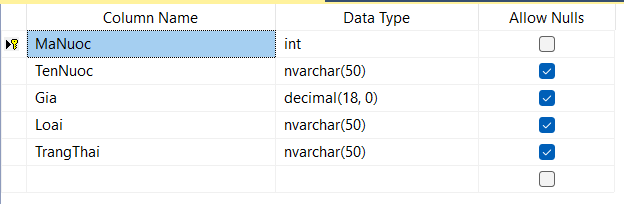 Column Name Data Type Allow Nulls
MaNuoc int
TenNuoc nvarchar(50)
Gia decimal(18, 0)
Loai nvarchar(50)
TrangThai nvarchar(50)